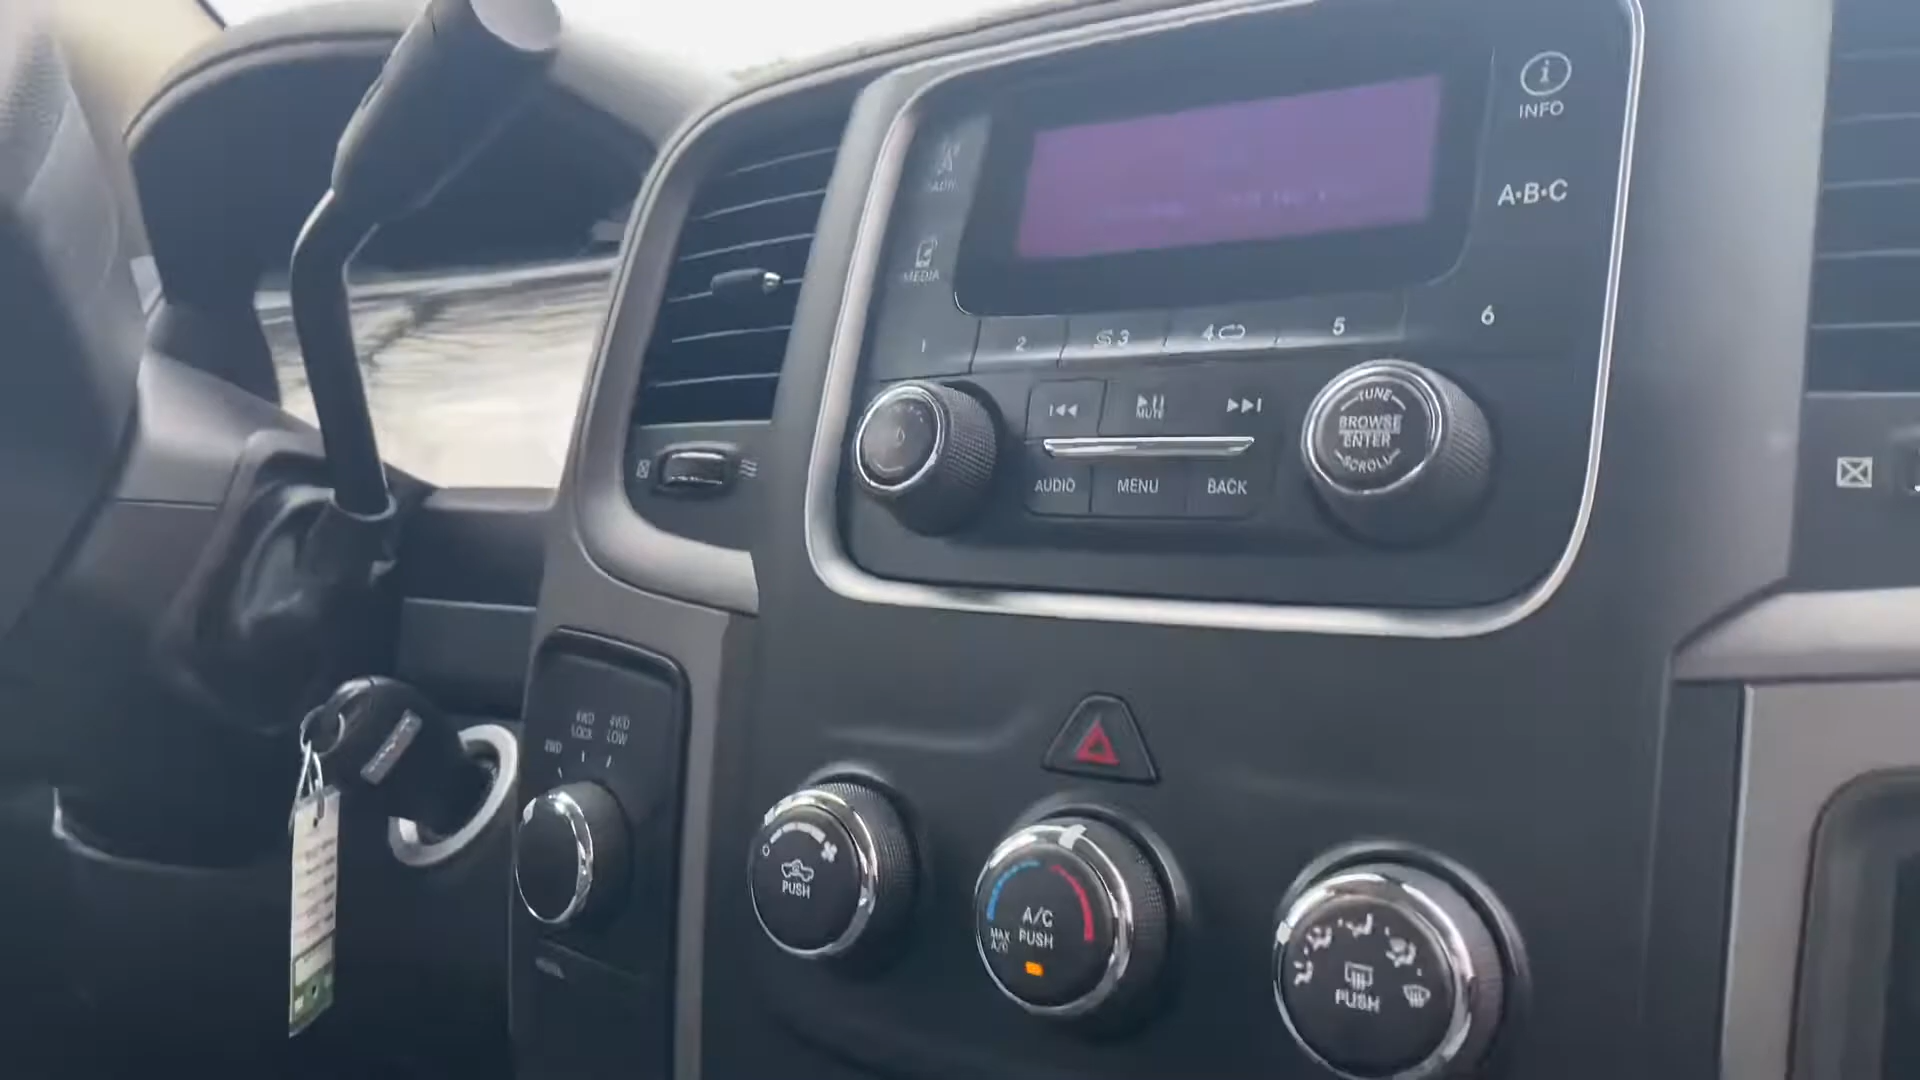 INFO
A·B·C
MEDIA
1
2
3
4
5
6
MUTE
TUNE
BROWSE
ENTER
SCROLL
AUDIO
MENU
BACK
2WD
4WD
LOCK
4WD
LOW
O
PUSH
A/C
PUSH
MAX
A/C
PUSH